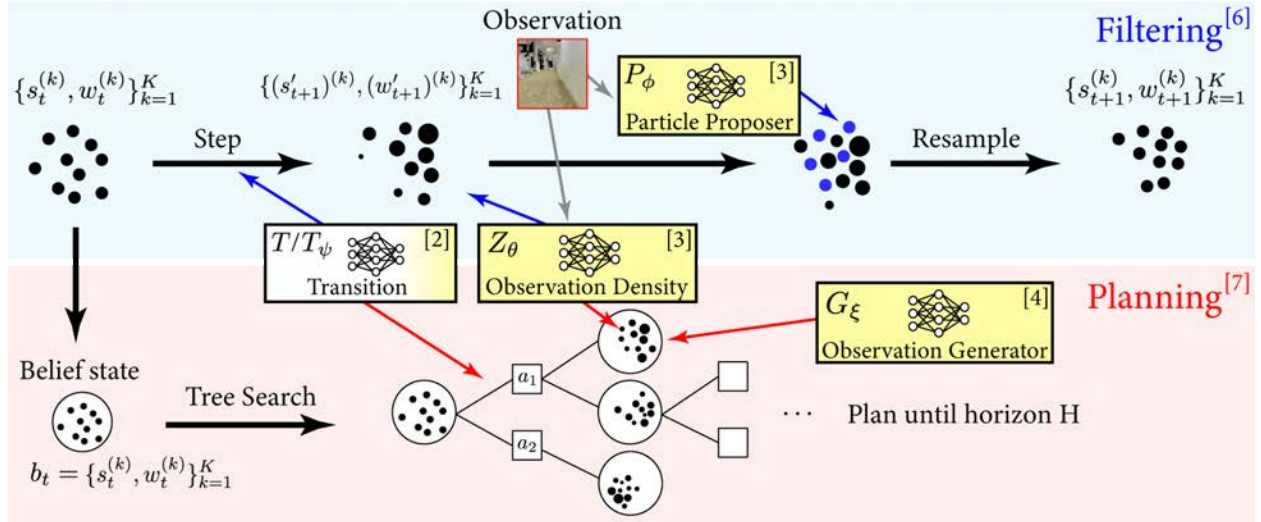 Observation
Filtering[6]
{s_t^{(k)}, w_t^{(k)}}_{k=1}^K
{(s'_{t+1})^{(k)}, (w'_{t+1})^{(k)}}_{k=1}^K
P_ϕ [3]
Particle Proposer
{s_{t+1}^{(k)}, w_{t+1}^{(k)}}_{k=1}^K
Step
Resample
T/T_ψ [2]
Transition
Z_θ [3]
Observation Density
Planning[7]
G_ξ [4]
Observation Generator
Belief state
Tree Search
a_1
a_2
⋯ Plan until horizon H
b_t = {s_t^{(k)}, w_t^{(k)}}_{k=1}^K